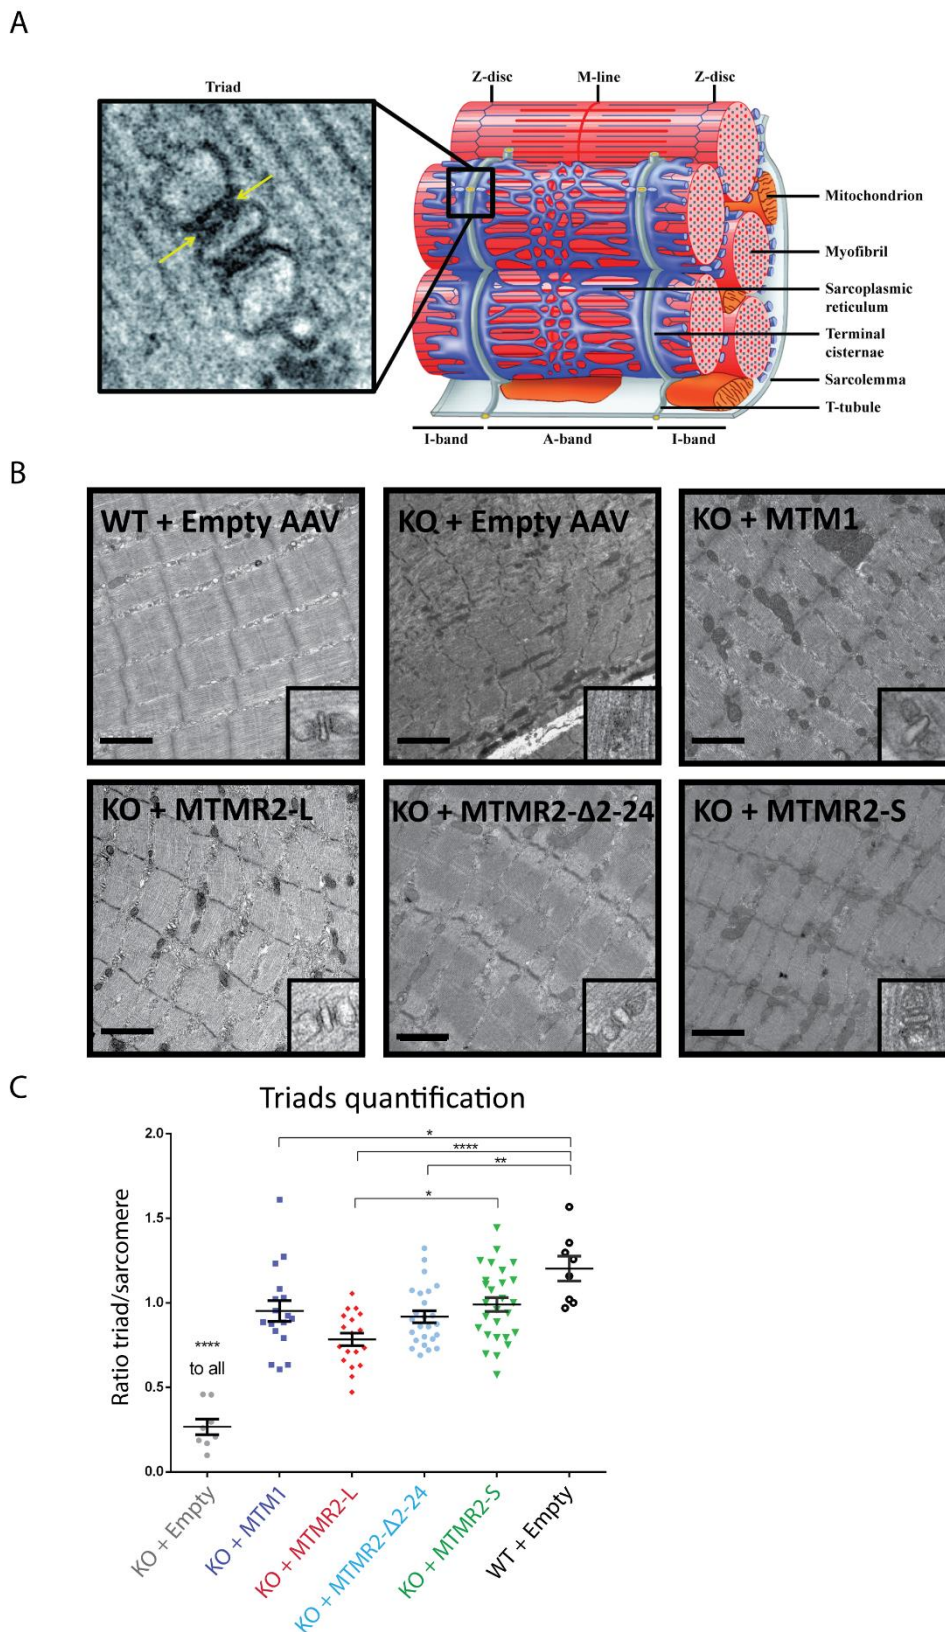 A
Triad
Z-disc
M-line
Z-disc
Mitochondrion
Myofibril
Sarcoplasmic
reticulum
Terminal
cisternae
Sarcolemma
T-tubule
I-band
A-band
I-band
B
WT + Empty AAV
KO + Empty AAV
KO + MTM1
KO + MTMR2-L
KO + MTMR2-Δ2-24
KO + MTMR2-S
C
Triads quantification
Ratio triad/sarcomere
2.0
1.5
1.0
0.5
0.0
*
****
**
*
****
to all
KO + Empty
KO + MTM1
KO + MTMR2-L
KO + MTMR2-Δ2-24
KO + MTMR2-S
WT + Empty